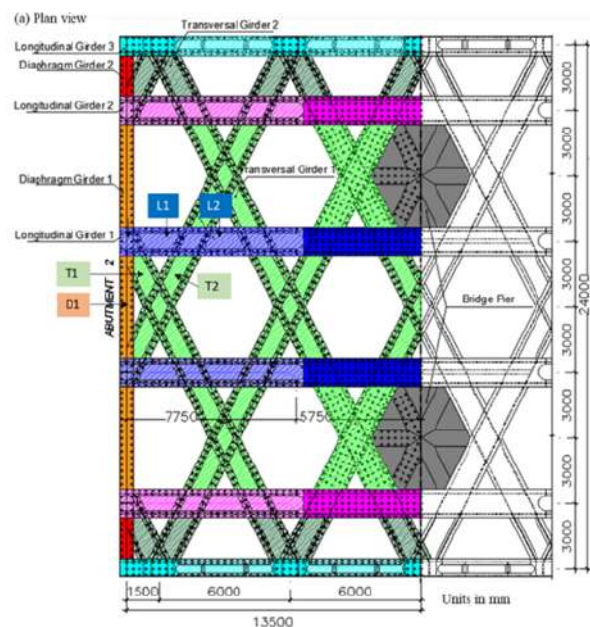 (a) Plan view
Transversal Girder 2
Longitudinal Girder 3
Diaphragm Girder 2
Longitudinal Girder 2
Diaphragm Girder 1
Transversal Girder 1
L1
L2
Longitudinal Girder 1
T1
T2
D1
ABUTMENT 2
Bridge Pier
7750
5750
3000
3000
3000
3000
3000
3000
3000
3000
24000
1500
6000
6000
13500
Units in mm